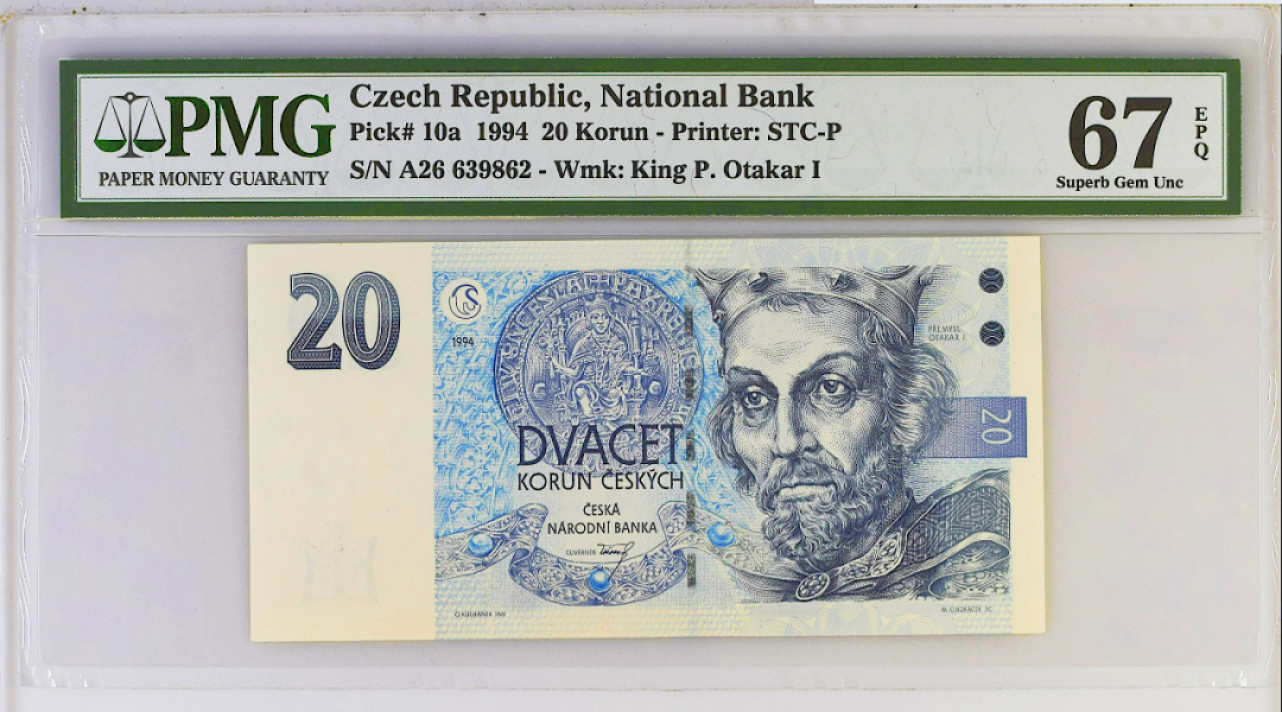 PMG
PAPER MONEY GUARANTY
Czech Republic, National Bank
Pick# 10a 1994 20 Korun - Printer: STC-P
S/N A26 639862 - Wmk: King P. Otakar I
67
EPQ
Superb Gem Unc
20
1994
PŘEMYSL
OTAKAR I.
20
DVACET
KORUN ČESKÝCH
ČESKÁ
NÁRODNÍ BANKA
GUVERNÉR